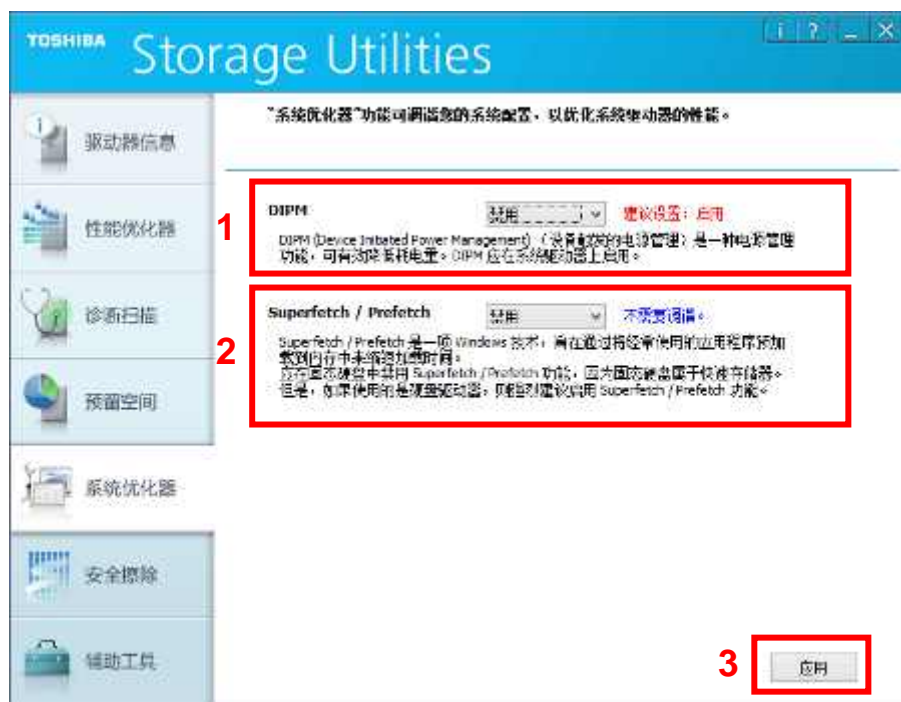 TOSHIBA Storage Utilities
i ? _ X
"系统优化器"功能可调谐您的系统配置，以优化系统驱动器的性能。
驱动器信息
性能优化器
诊断扫描
预留空间
系统优化器
安全擦除
辅助工具
1
DIPM 禁用 建议设置：启用
DIPM (Device Initiated Power Management) （设备触发的电源管理）是一种电源管理
功能，可有效降低耗电量。DIPM 应在系统驱动器上启用。
2
Superfetch / Prefetch 禁用 不需要调谐。
Superfetch / Prefetch 是一项 Windows 技术，旨在通过将经常使用的应用程序预加
载到内存中来缩短加载时间。
应在固态硬盘中禁用 Superfetch / Prefetch 功能，因为固态硬盘属于快速存储器。
但是，如果使用的是硬盘驱动器，则强烈建议启用 Superfetch / Prefetch 功能。
3
应用